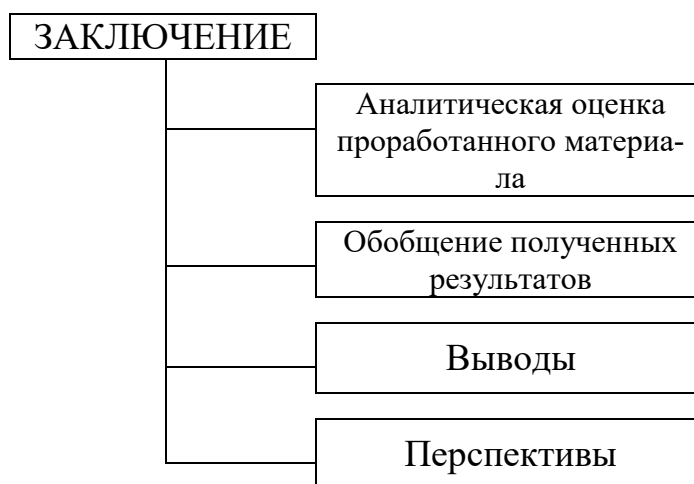 ЗАКЛЮЧЕНИЕ
Аналитическая оценка
проработанного материа-
ла
Обобщение полученных
результатов
Выводы
Перспективы